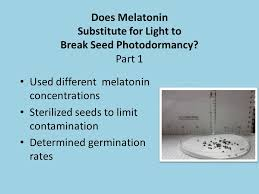 Does Melatonin
Substitute for Light to
Break Seed Photodormancy?
Part 1
• Used different melatonin
concentrations
• Sterilized seeds to limit
contamination
• Determined germination
rates